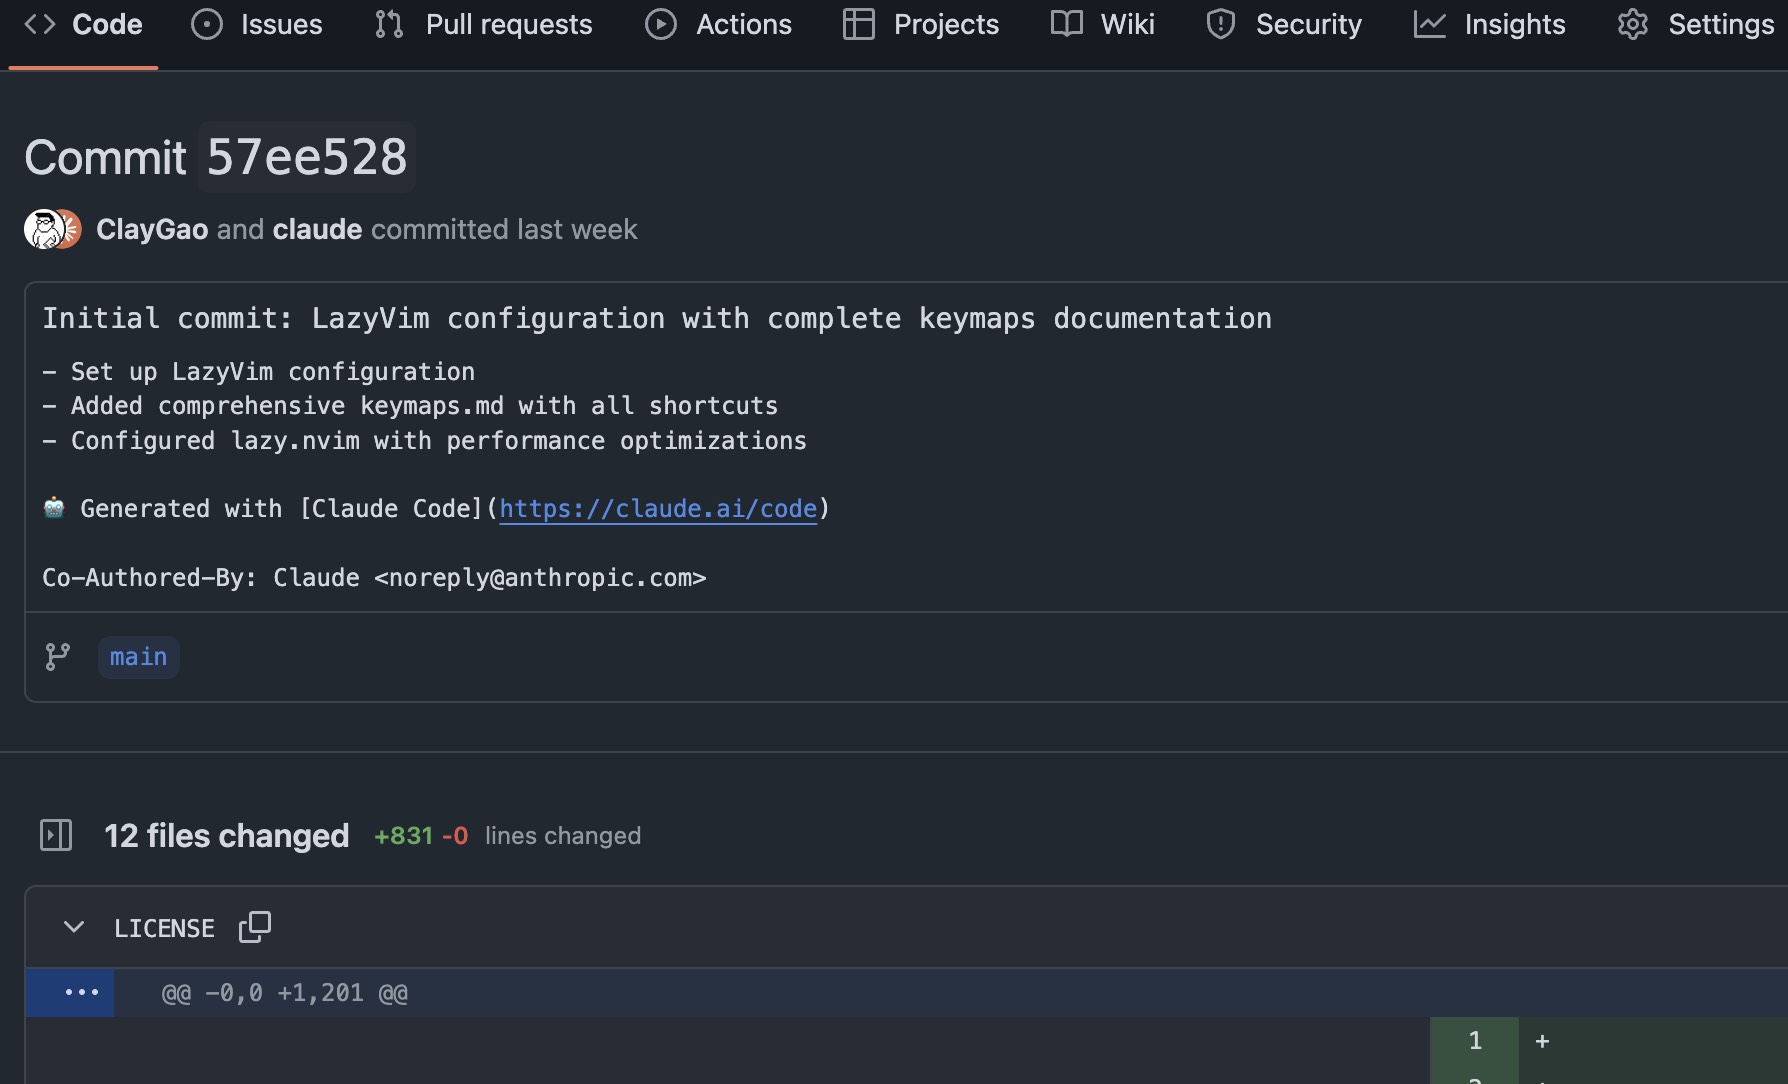 Code Issues Pull requests Actions Projects Wiki Security Insights Settings
Commit 57ee528
ClayGao and claude committed last week
Initial commit: LazyVim configuration with complete keymaps documentation
- Set up LazyVim configuration
- Added comprehensive keymaps.md with all shortcuts
- Configured lazy.nvim with performance optimizations
🤖 Generated with [Claude Code](https://claude.ai/code)
Co-Authored-By: Claude <noreply@anthropic.com>
main
12 files changed +831 -0 lines changed
LICENSE
@@ -0,0 +1,201 @@
1 +